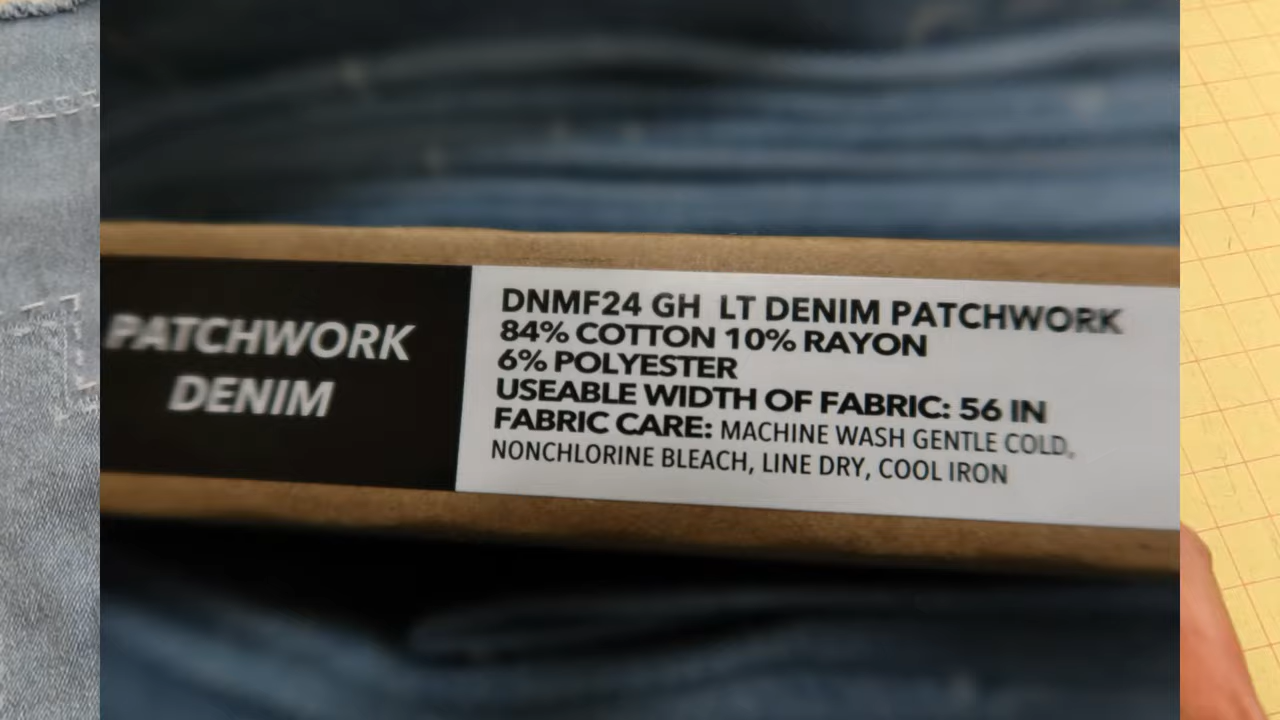 PATCHWORK
DENIM
DNMF24 GH LT DENIM PATCHWORK
84% COTTON 10% RAYON
6% POLYESTER
USEABLE WIDTH OF FABRIC: 56 IN
FABRIC CARE: MACHINE WASH GENTLE COLD,
NONCHLORINE BLEACH, LINE DRY, COOL IRON